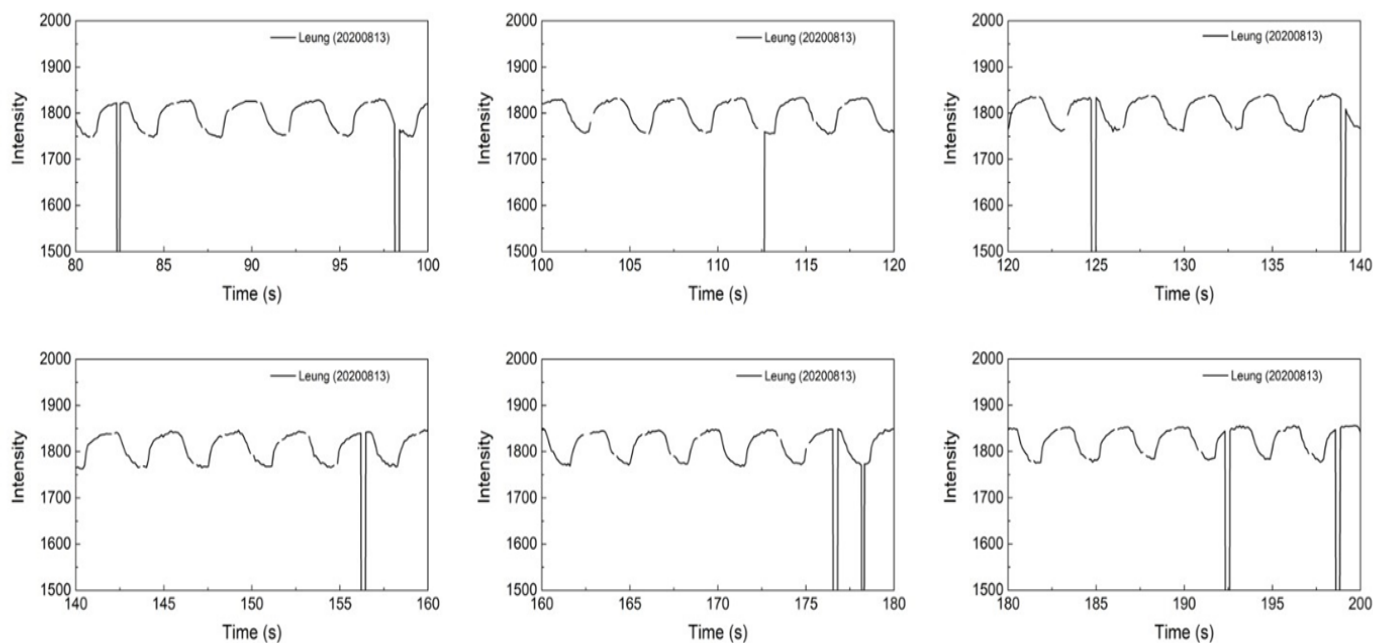 2000
1900
1800
1700
1600
1500
Intensity
Leung (20200813)
80 85 90 95 100
Time (s)
2000
1900
1800
1700
1600
1500
Intensity
Leung (20200813)
100 105 110 115 120
Time (s)
2000
1900
1800
1700
1600
1500
Intensity
Leung (20200813)
120 125 130 135 140
Time (s)
2000
1900
1800
1700
1600
1500
Intensity
Leung (20200813)
140 145 150 155 160
Time (s)
2000
1900
1800
1700
1600
1500
Intensity
Leung (20200813)
160 165 170 175 180
Time (s)
2000
1900
1800
1700
1600
1500
Intensity
Leung (20200813)
180 185 190 195 200
Time (s)